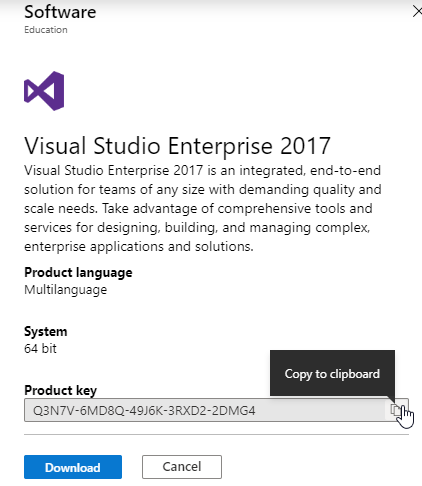 Software
Education
Visual Studio Enterprise 2017
Visual Studio Enterprise 2017 is an integrated, end-to-end
solution for teams of any size with demanding quality and
scale needs. Take advantage of comprehensive tools and
services for designing, building, and managing complex,
enterprise applications and solutions.
Product language
Multilanguage
System
64 bit
Copy to clipboard
Product key
Q3N7V-6MD8Q-49J6K-3RXD2-2DMG4
Download
Cancel